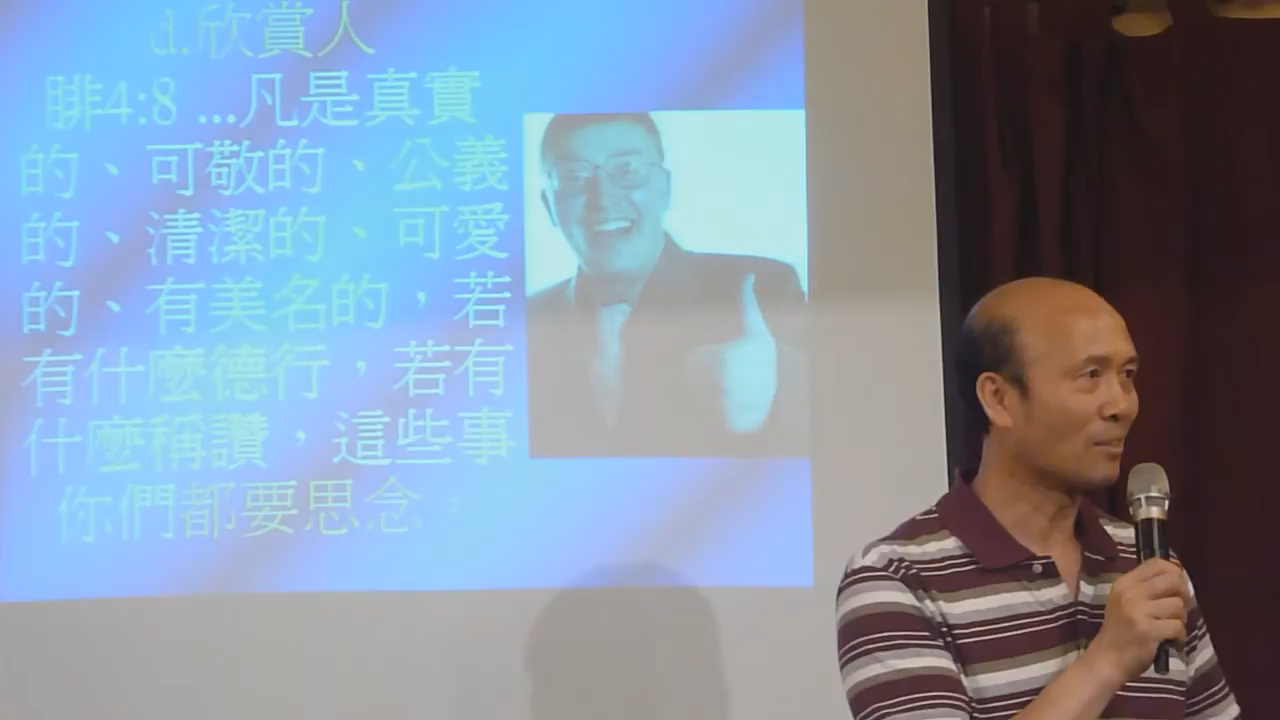 d.欣賞人
腓4:8 ...凡是真實
的、可敬的、公義
的、清潔的、可愛
的、有美名的，若
有什麼德行，若有
什麼稱讚，這些事
你們都要思念。